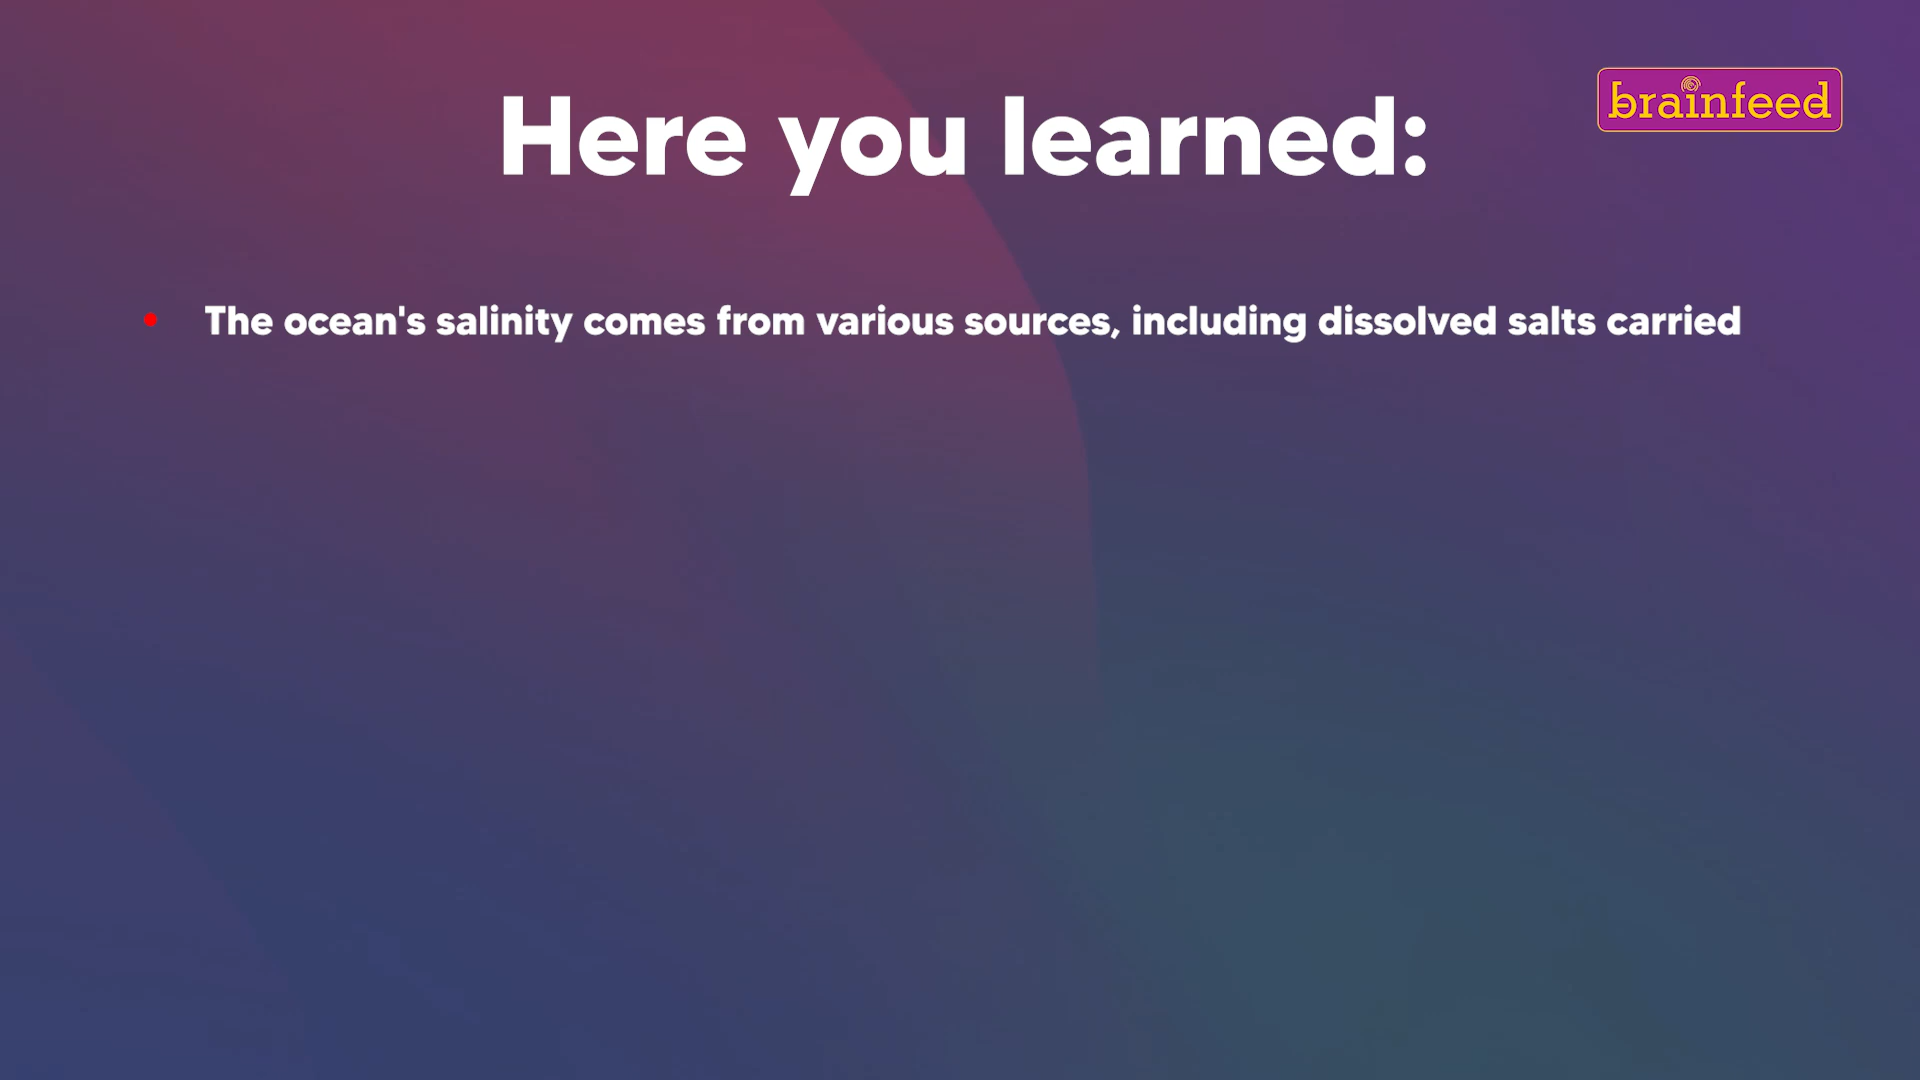 brainfeed
Here you learned:
• The ocean's salinity comes from various sources, including dissolved salts carried